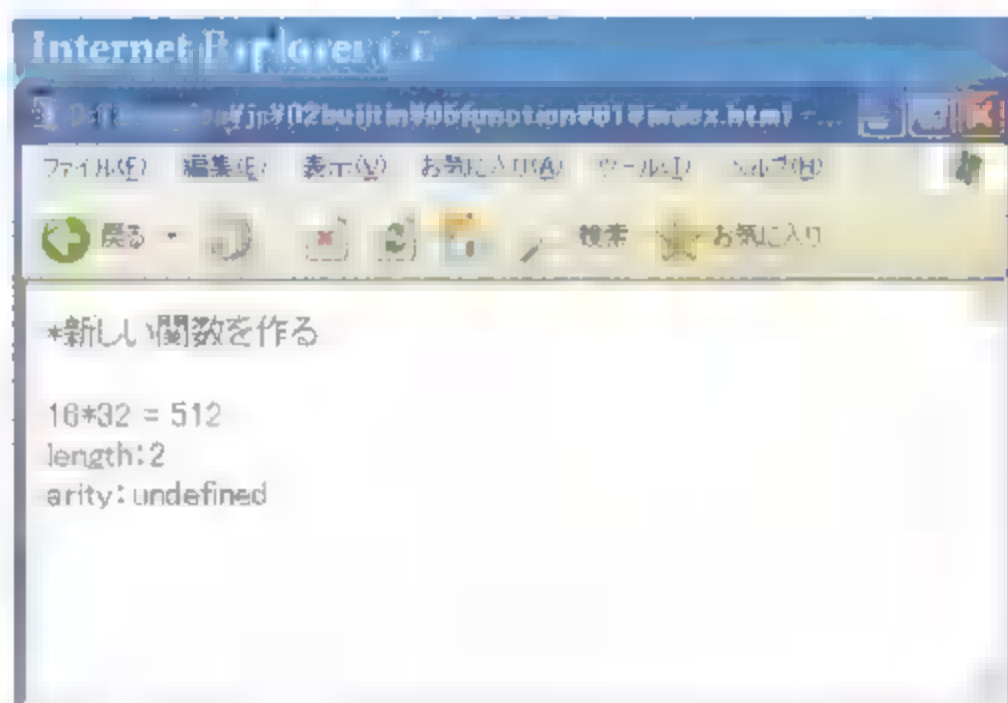 Internet Explorer
ファイル(F) 編集(E) 表示(V) お気に入り(A) ツール(T) ヘルプ(H)
戻る 検索 お気に入り
*新しい関数を作る
16*32 = 512
length:2
arity:undefined